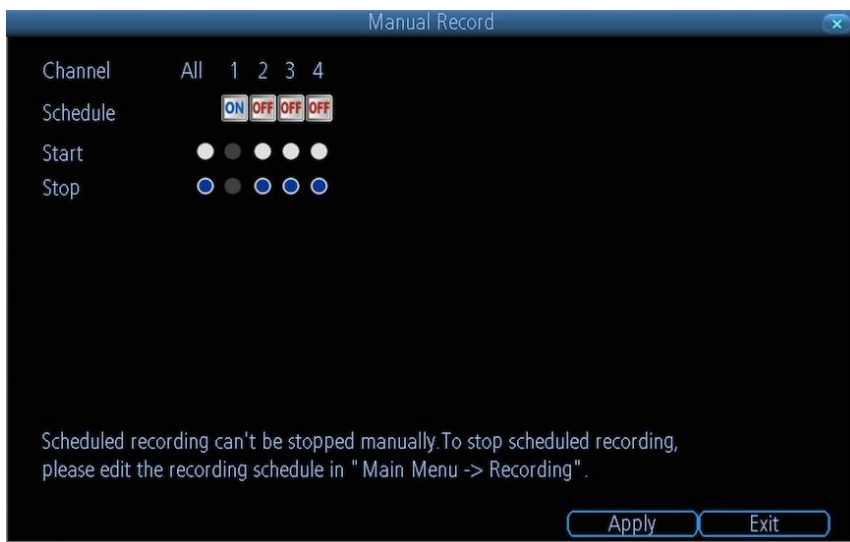 Manual Record
Channel All 1 2 3 4
Schedule ON OFF OFF OFF
Start
Stop
Scheduled recording can't be stopped manually.To stop scheduled recording,
please edit the recording schedule in "Main Menu -> Recording".
Apply Exit